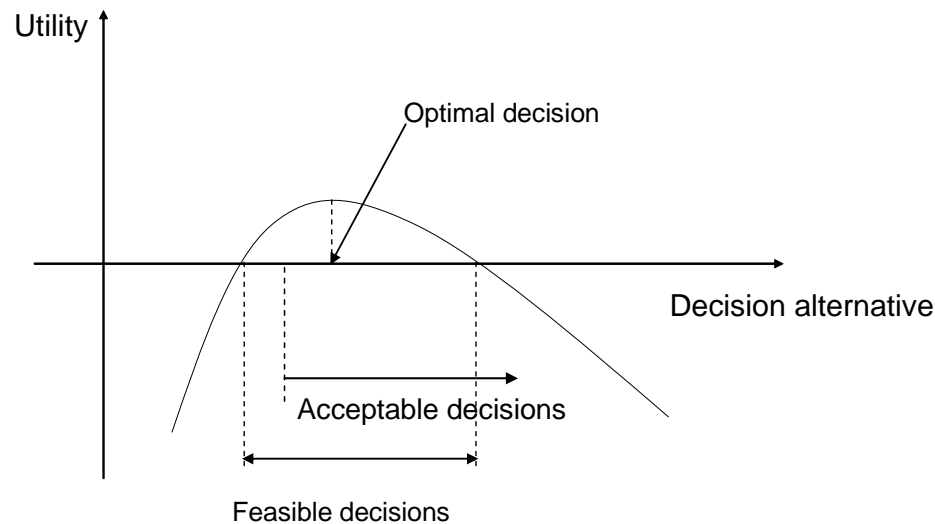 Utility
Optimal decision
Decision alternative
Acceptable decisions
Feasible decisions